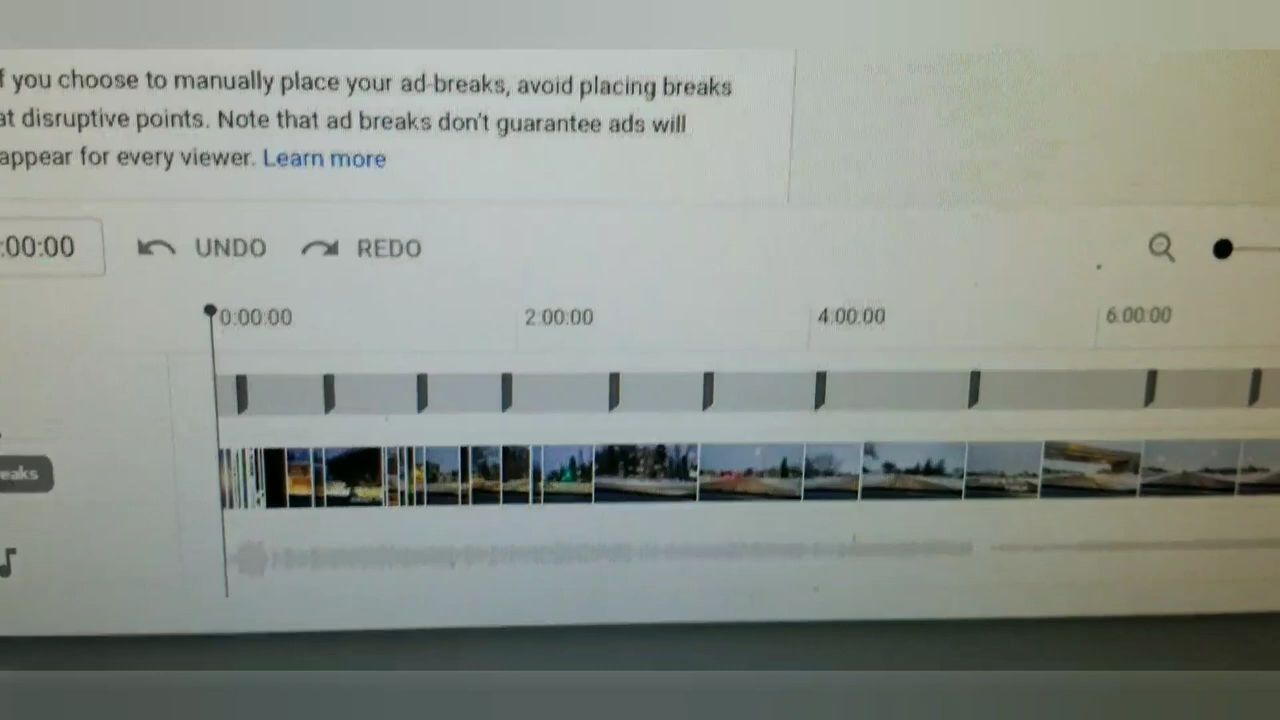 f you choose to manually place your ad-breaks, avoid placing breaks
at disruptive points. Note that ad breaks don't guarantee ads will
appear for every viewer. Learn more
:00:00
UNDO
REDO
0:00:00
2:00:00
4:00:00
6:00:00
eaks